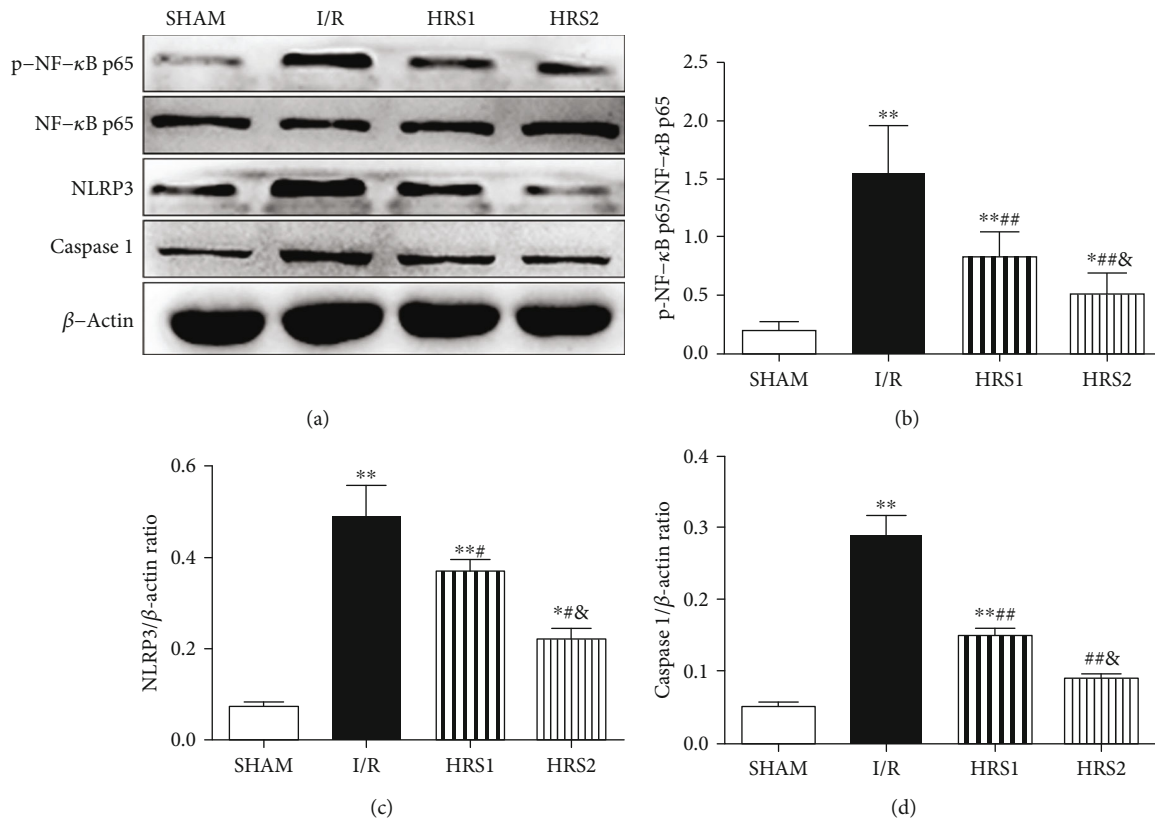 SHAM I/R HRS1 HRS2
p–NF–κB p65
NF–κB p65
NLRP3
Caspase 1
β–Actin
(a)
p-NF–κB p65/NF–κB p65
2.5
2.0
1.5
1.0
0.5
0.0
**
**##
*##&
SHAM I/R HRS1 HRS2
(b)
NLRP3/β-actin ratio
0.6
0.4
0.2
0.0
**
**#
*#&
SHAM I/R HRS1 HRS2
(c)
Caspase 1/β-actin ratio
0.4
0.3
0.2
0.1
0.0
**
**##
##&
SHAM I/R HRS1 HRS2
(d)